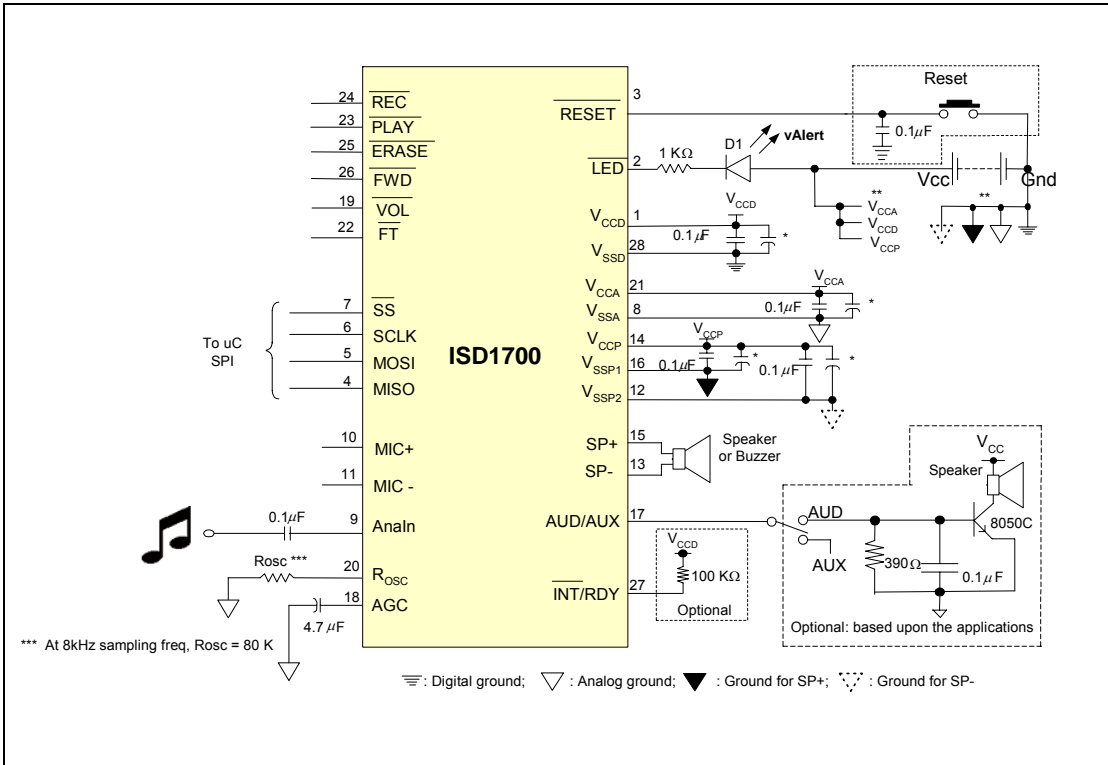 Reset
3
24 REC
RESET
0.1μF
23 PLAY
25 ERASE
D1
vAlert
1 KΩ
2
LED
26 FWD
Vcc
Gnd
19 VOL
**
**
VCCA
VCCD
VCCP
22 FT
VCCD
VCCD 1
0.1μF
*
VSSD 28
VCCA
VCCA 21
0.1μF
*
VSSA 8
7 SS
6 SCLK
5 MOSI
4 MISO
To uC
SPI
ISD1700
VCCP
VCCP 14
0.1μF
*
0.1μF
*
VSSP1 16
VSSP2 12
10 MIC+
11 MIC -
SP+ 15
SP- 13
Speaker
or Buzzer
VCC
Speaker
0.1μF
9 AnaIn
AUD/AUX 17
AUD
AUX
8050C
390Ω
0.1μF
Optional: based upon the applications
VCCD
100 KΩ
INT/RDY 27
Optional
Rosc ***
20 ROSC
18 AGC
4.7 μF
*** At 8kHz sampling freq, Rosc = 80 K
: Digital ground; : Analog ground; : Ground for SP+; : Ground for SP-